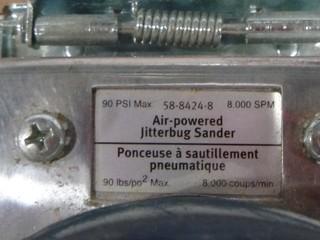 90 PSI Max. 58-8424-8 8.000 SPM
Air-powered
Jitterbug Sander
Ponceuse à sautillement
pneumatique
90 lbs/po² Max. 8.000 coups/min